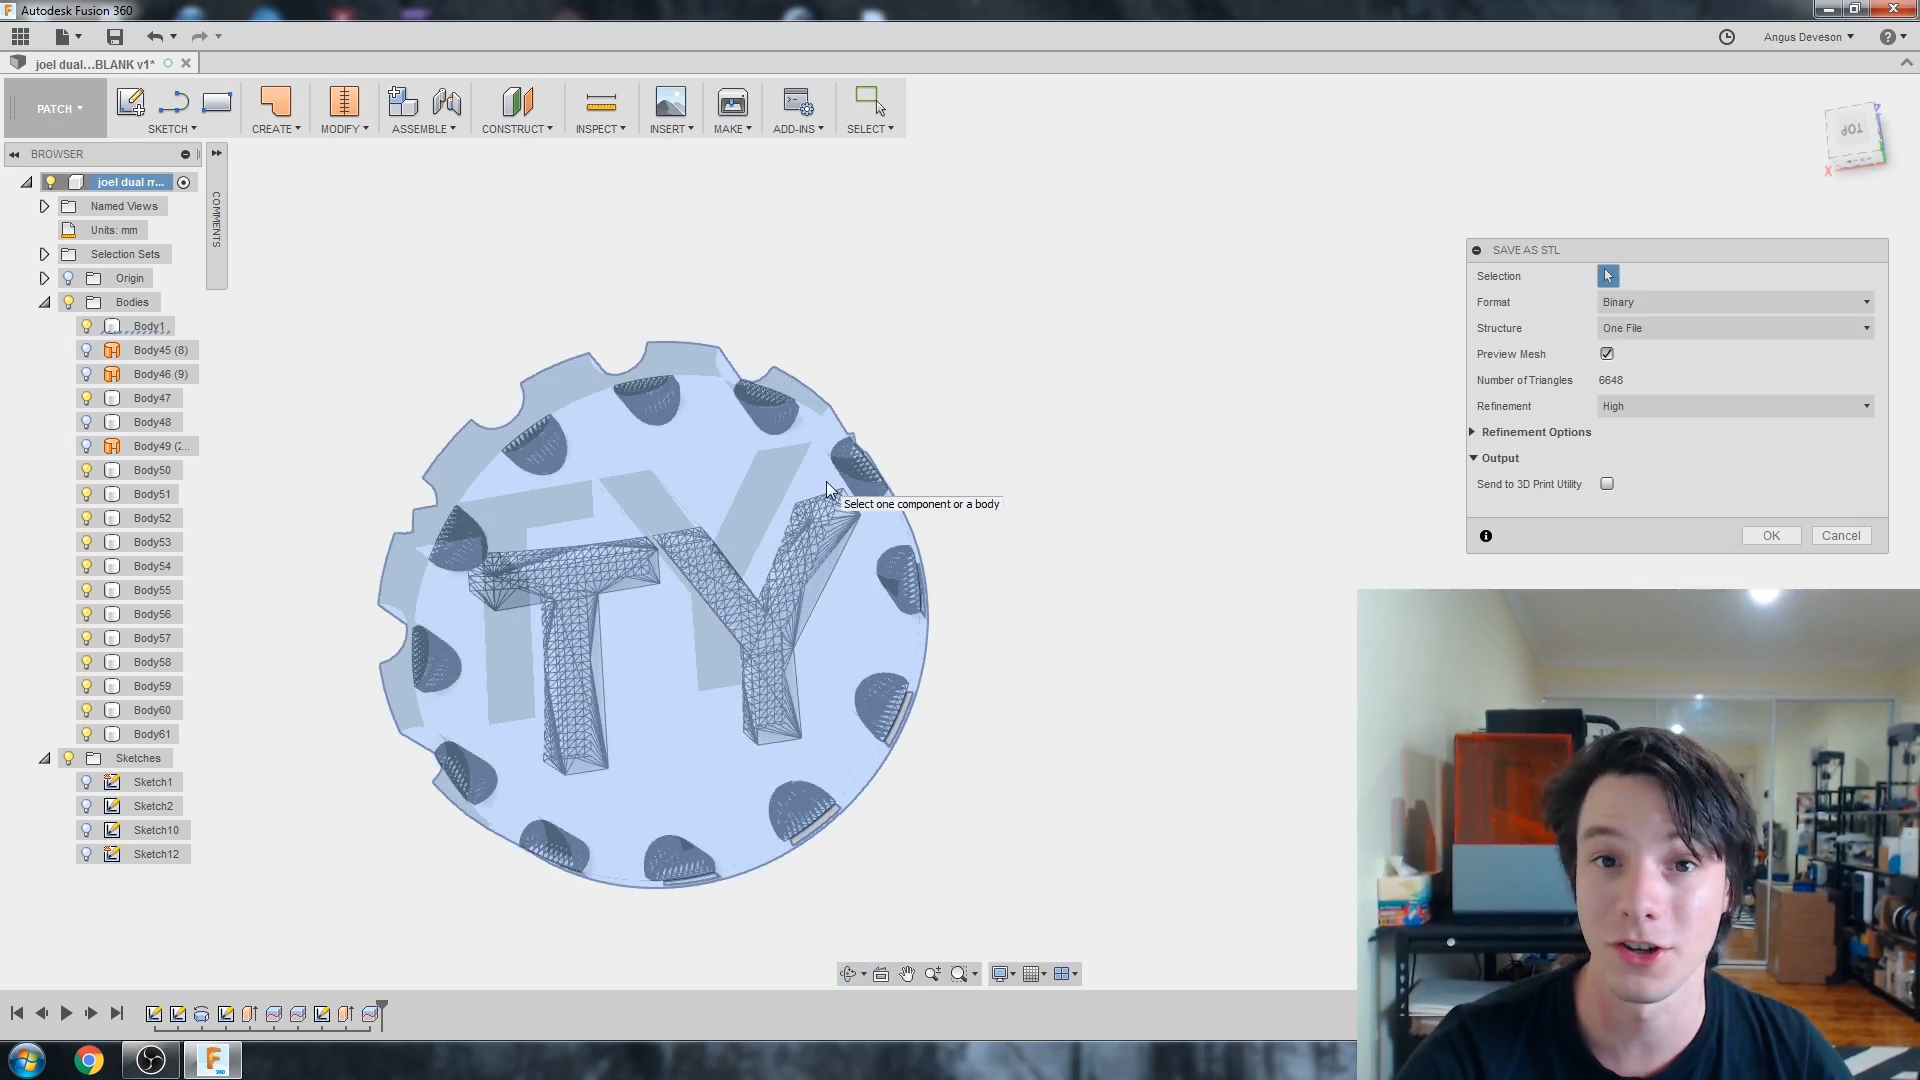 Autodesk Fusion 360
Angus Deveson
joel dual...BLANK v1*
PATCH
SKETCH
CREATE
MODIFY
ASSEMBLE
CONSTRUCT
INSPECT
INSERT
MAKE
ADD-INS
SELECT
TOP
X
Z
BROWSER
COMMENTS
joel dual m...
Named Views
Units: mm
Selection Sets
Origin
Bodies
Body1
Body45 (8)
Body46 (9)
Body47
Body48
Body49 (2...
Body50
Body51
Body52
Body53
Body54
Body55
Body56
Body57
Body58
Body59
Body60
Body61
Sketches
Sketch1
Sketch2
Sketch10
Sketch12
TY
Select one component or a body
SAVE AS STL
Selection
Format Binary
Structure One File
Preview Mesh
Number of Triangles 6648
Refinement High
Refinement Options
Output
Send to 3D Print Utility
OK Cancel
F
360